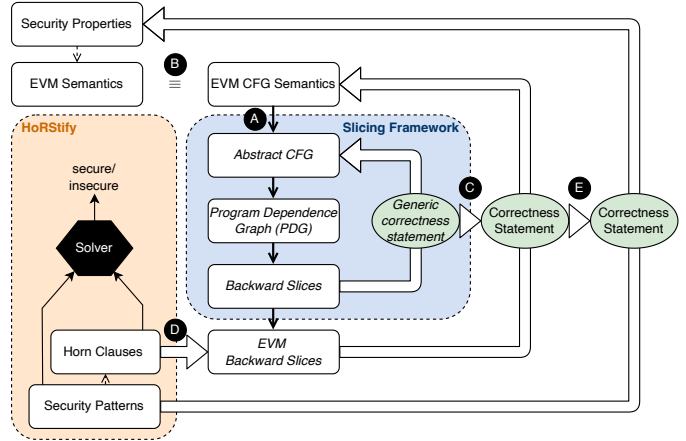 Security Properties
B
EVM Semantics
≡
EVM CFG Semantics
HoRStify
A
Slicing Framework
secure/
insecure
Abstract CFG
Solver
Program Dependence
Graph (PDG)
Generic
correctness
statement
C
Correctness
Statement
E
Correctness
Statement
Backward Slices
D
Horn Clauses
EVM
Backward Slices
Security Patterns